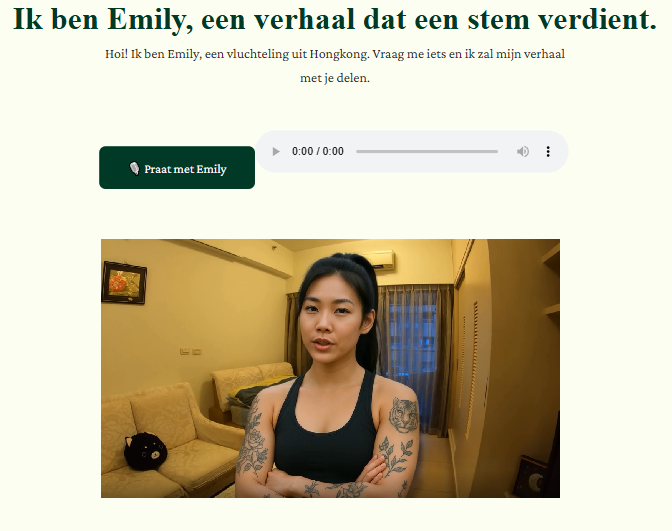 Ik ben Emily, een verhaal dat een stem verdient.
Hoi! Ik ben Emily, een vluchteling uit Hongkong. Vraag me iets en ik zal mijn verhaal
met je delen.
0:00 / 0:00
Praat met Emily